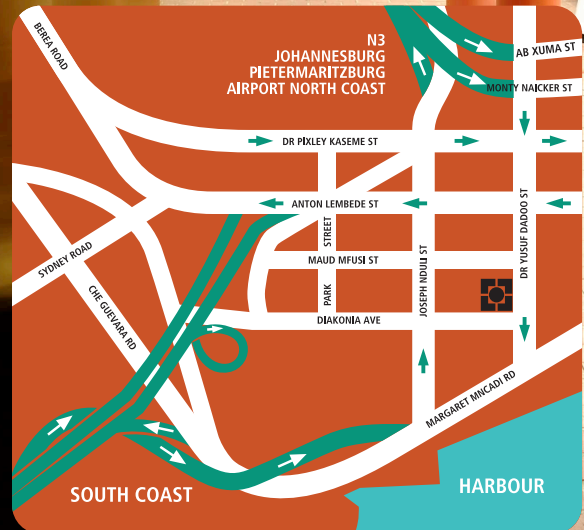 BEREA ROAD
N3
JOHANNESBURG
PIETERMARITZBURG
AIRPORT NORTH COAST
AB XUMA ST
MONTY NAICKER ST
DR PIXLEY KASEME ST
ANTON LEMBEDE ST
PARK STREET
DR YUSUF DADOO ST
SYDNEY ROAD
MAUD MFUSI ST
JOSEPH NDULI ST
CHE GUEVARA RD
DIAKONIA AVE
MARGARET MNCADI RD
SOUTH COAST
HARBOUR